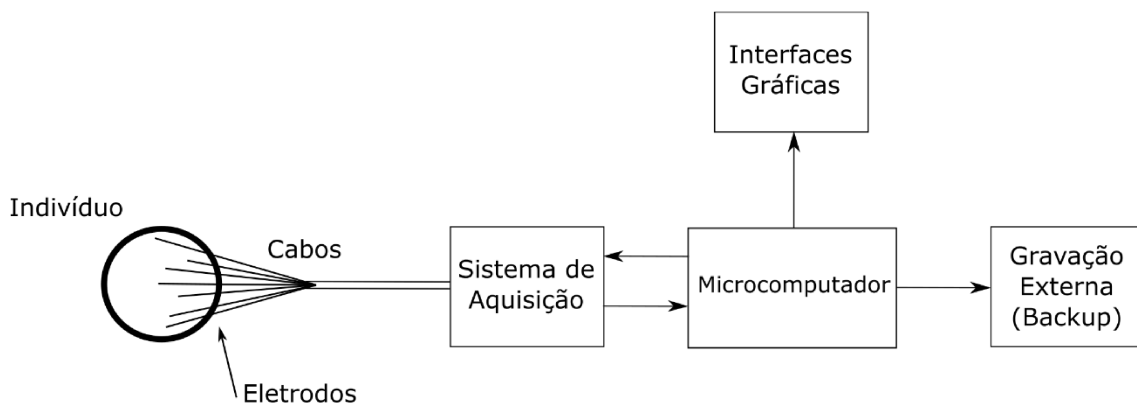 Interfaces
Gráficas
Indivíduo
Cabos
Sistema de
Aquisição
Microcomputador
Gravação
Externa
(Backup)
Eletrodos